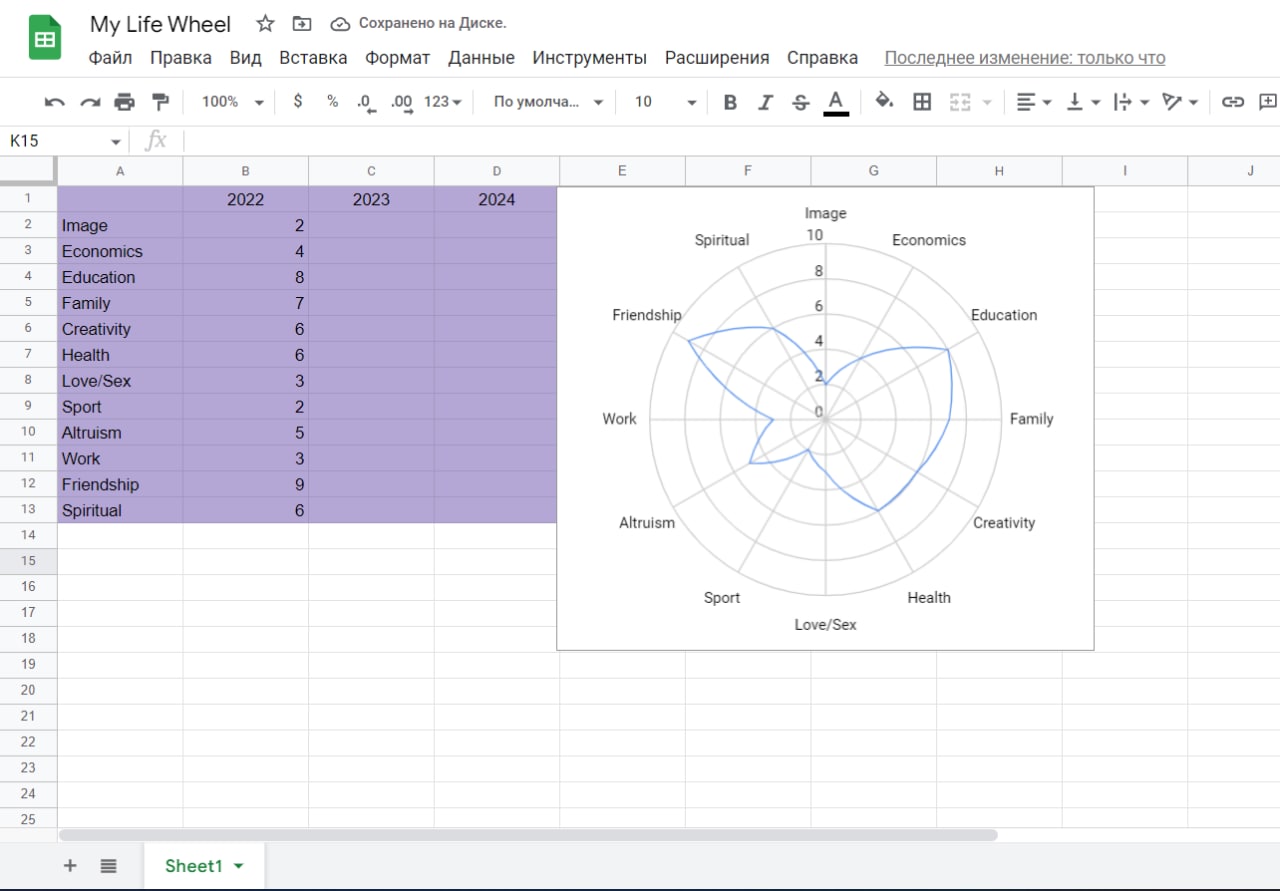 My Life Wheel Сохранено на Диске.
Файл Правка Вид Вставка Формат Данные Инструменты Расширения Справка Последнее изменение: только что
100% $ % .0 .00 123 По умолча... 10 B I S A
K15 fx
A B C D E F G H I J
1 2022 2023 2024
2 Image 2
3 Economics 4
4 Education 8
5 Family 7
6 Creativity 6
7 Health 6
8 Love/Sex 3
9 Sport 2
10 Altruism 5
11 Work 3
12 Friendship 9
13 Spiritual 6
14
15
16
17
18
19
20
21
22
23
24
25
Image
10
Spiritual Economics
8
6
Friendship Education
4
2
0
Work Family
Altruism Creativity
Sport Health
Love/Sex
Sheet1